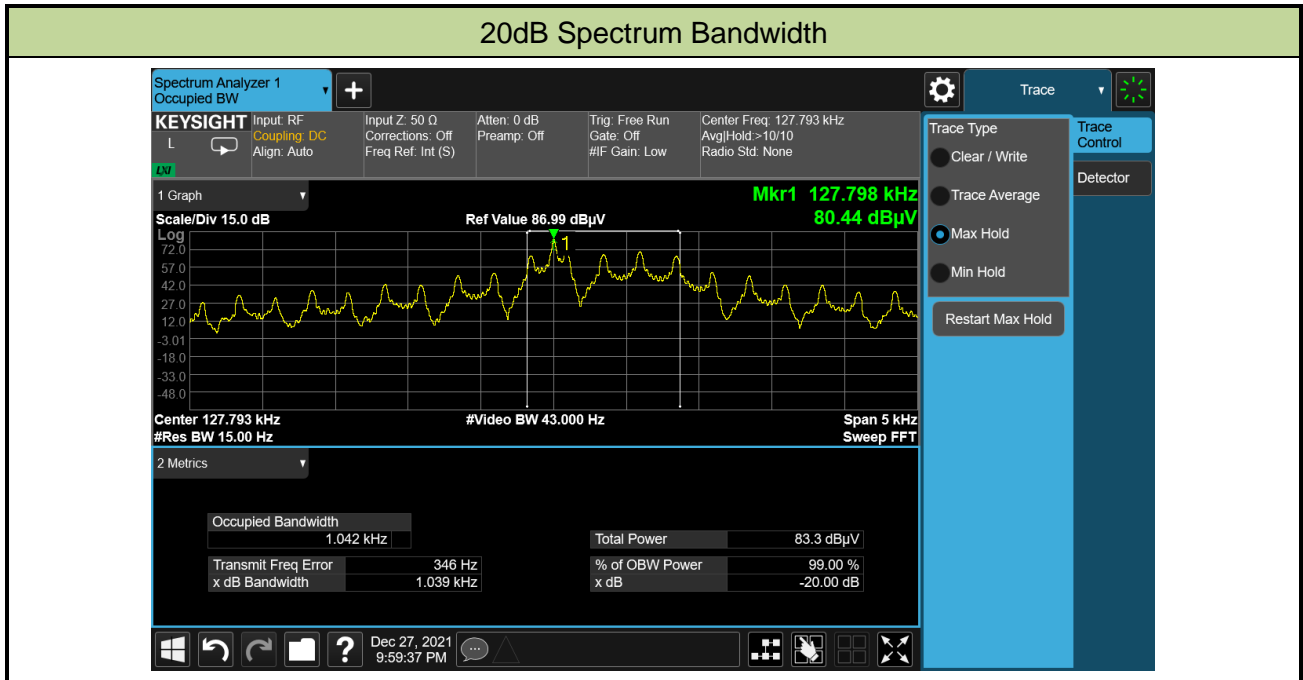 20dB Spectrum Bandwidth
Spectrum Analyzer 1
Occupied BW
Trace
KEYSIGHT
L
LXI
Input: RF
Coupling: DC
Align: Auto
Input Z: 50 Ω
Corrections: Off
Freq Ref: Int (S)
Atten: 0 dB
Preamp: Off
Trig: Free Run
Gate: Off
#IF Gain: Low
Center Freq: 127.793 kHz
Avg|Hold:>10/10
Radio Std: None
Trace Type
Clear / Write
Trace Average
Max Hold
Min Hold
Restart Max Hold
Trace Control
Detector
1 Graph
Mkr1 127.798 kHz
80.44 dBµV
Scale/Div 15.0 dB
Ref Value 86.99 dBµV
Log
72.0
57.0
42.0
27.0
12.0
-3.01
-18.0
-33.0
-48.0
1
Center 127.793 kHz
#Video BW 43.000 Hz
Span 5 kHz
#Res BW 15.00 Hz
Sweep FFT
2 Metrics
Occupied Bandwidth
1.042 kHz
Total Power 83.3 dBµV
Transmit Freq Error 346 Hz
% of OBW Power 99.00 %
x dB Bandwidth 1.039 kHz
x dB -20.00 dB
?
Dec 27, 2021
9:59:37 PM